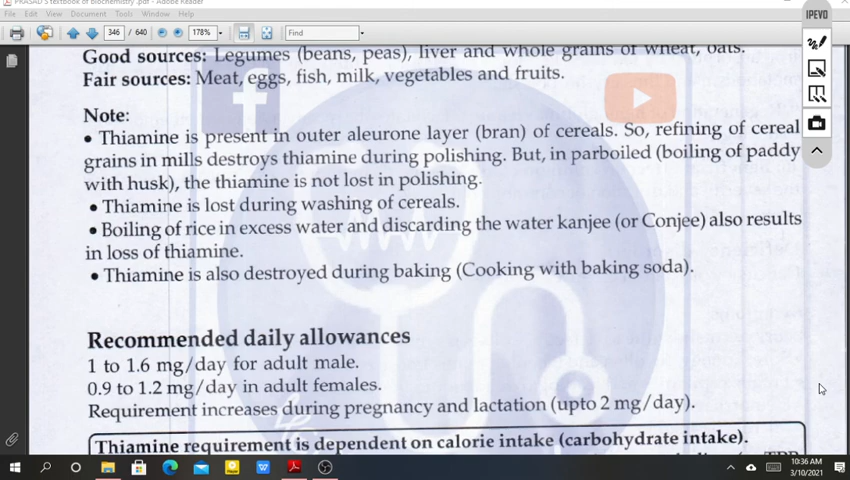 PRASAD'S textbook of biochemistry .pdf - Adobe Reader
File Edit View Document Tools Window Help
346 / 640 178% Find
IPEVO
Good sources: Legumes (beans, peas), liver and whole grains of wheat, oats.
Fair sources: Meat, eggs, fish, milk, vegetables and fruits.
Note:
• Thiamine is present in outer aleurone layer (bran) of cereals. So, refining of cereal
grains in mills destroys thiamine during polishing. But, in parboiled (boiling of paddy
with husk), the thiamine is not lost in polishing.
• Thiamine is lost during washing of cereals.
• Boiling of rice in excess water and discarding the water kanjee (or Conjee) also results
in loss of thiamine.
• Thiamine is also destroyed during baking (Cooking with baking soda).
Recommended daily allowances
1 to 1.6 mg/day for adult male.
0.9 to 1.2 mg/day in adult females.
Requirement increases during pregnancy and lactation (upto 2 mg/day).
Thiamine requirement is dependent on calorie intake (carbohydrate intake).
TPP
10:36 AM
3/10/2021